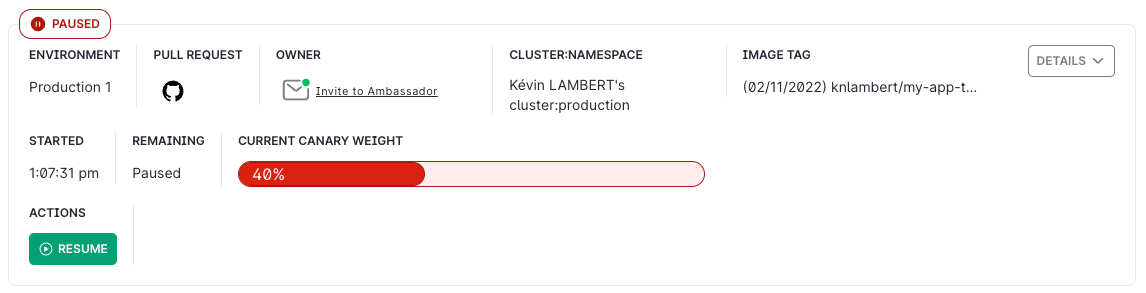 PAUSED
ENVIRONMENT PULL REQUEST OWNER CLUSTER:NAMESPACE IMAGE TAG DETAILS
Production 1 Invite to Ambassador Kévin LAMBERT's (02/11/2022) knlambert/my-app-t...
cluster:production
STARTED REMAINING CURRENT CANARY WEIGHT
1:07:31 pm Paused 40%
ACTIONS
RESUME